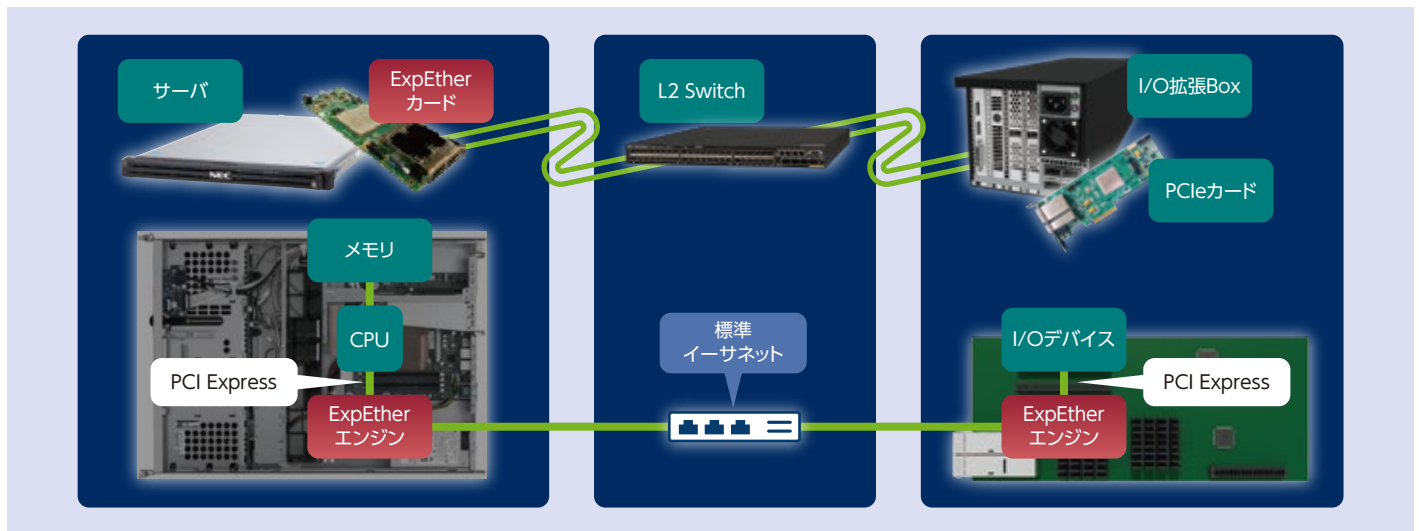 サーバ
ExpEther
カード
NEC
L2 Switch
I/O拡張Box
PCIeカード
メモリ
CPU
PCI Express
ExpEther
エンジン
標準
イーサネット
I/Oデバイス
PCI Express
ExpEther
エンジン